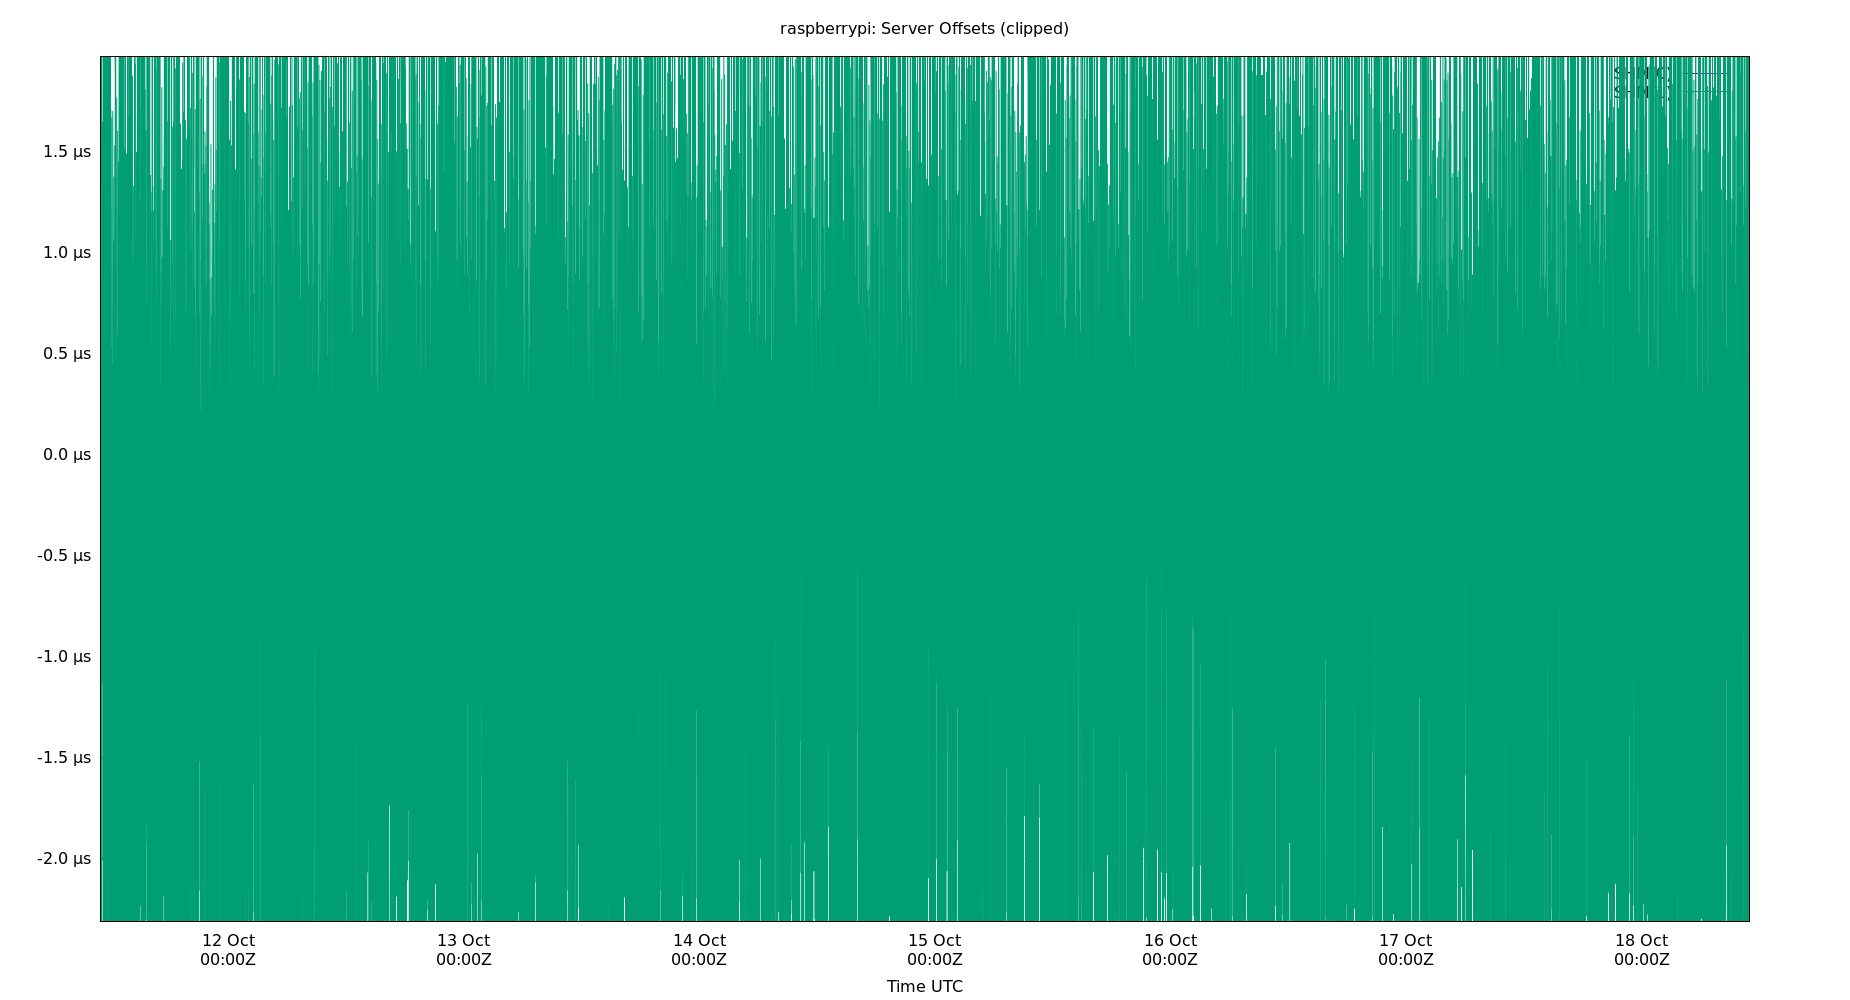 raspberrypi: Server Offsets (clipped)
1.5 µs
1.0 µs
0.5 µs
0.0 µs
-0.5 µs
-1.0 µs
-1.5 µs
-2.0 µs
12 Oct
00:00Z
13 Oct
00:00Z
14 Oct
00:00Z
15 Oct
00:00Z
16 Oct
00:00Z
17 Oct
00:00Z
18 Oct
00:00Z
Time UTC